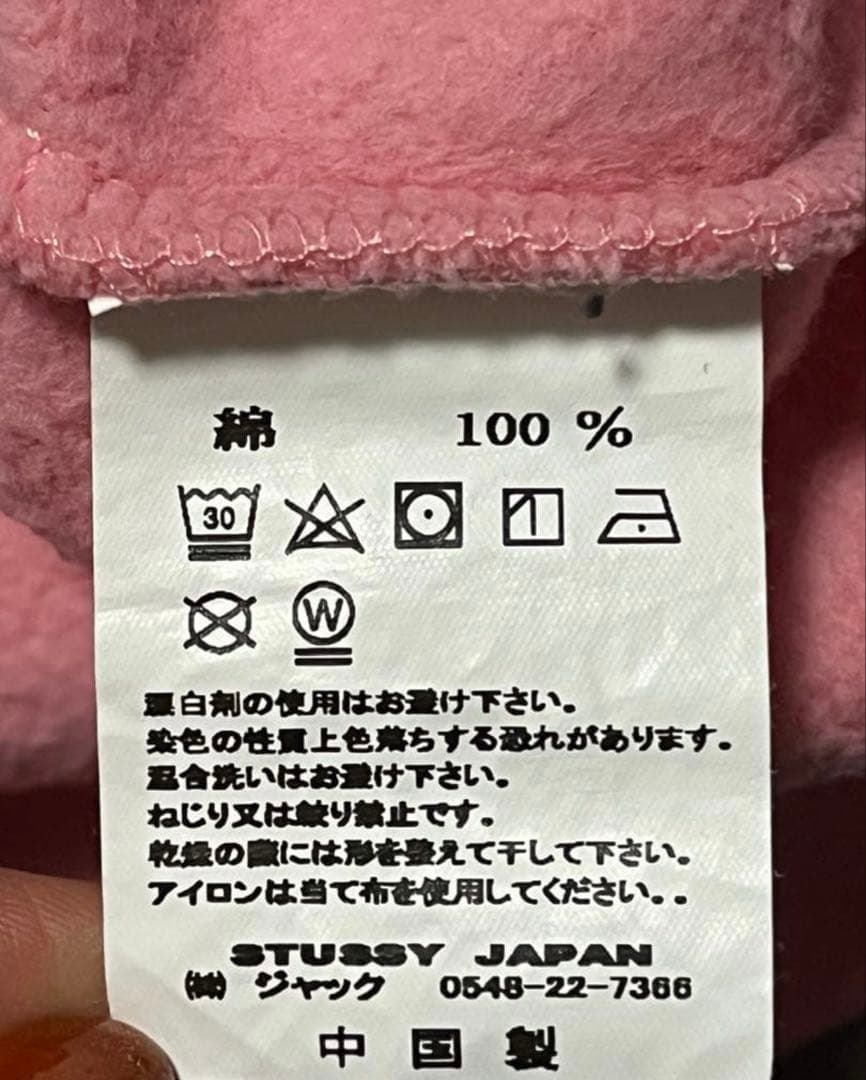 綿 100 %
30
W
漂白剤の使用はお避け下さい。
染色の性質上色落ちする恐れがあります。
混合洗いはお避け下さい。
ねじり又は絞り禁止です。
乾燥の際には形を整えて干して下さい。
アイロンは当て布を使用してください。.
STUSSY JAPAN
㈱ ジャック 0548-22-7366
中国製